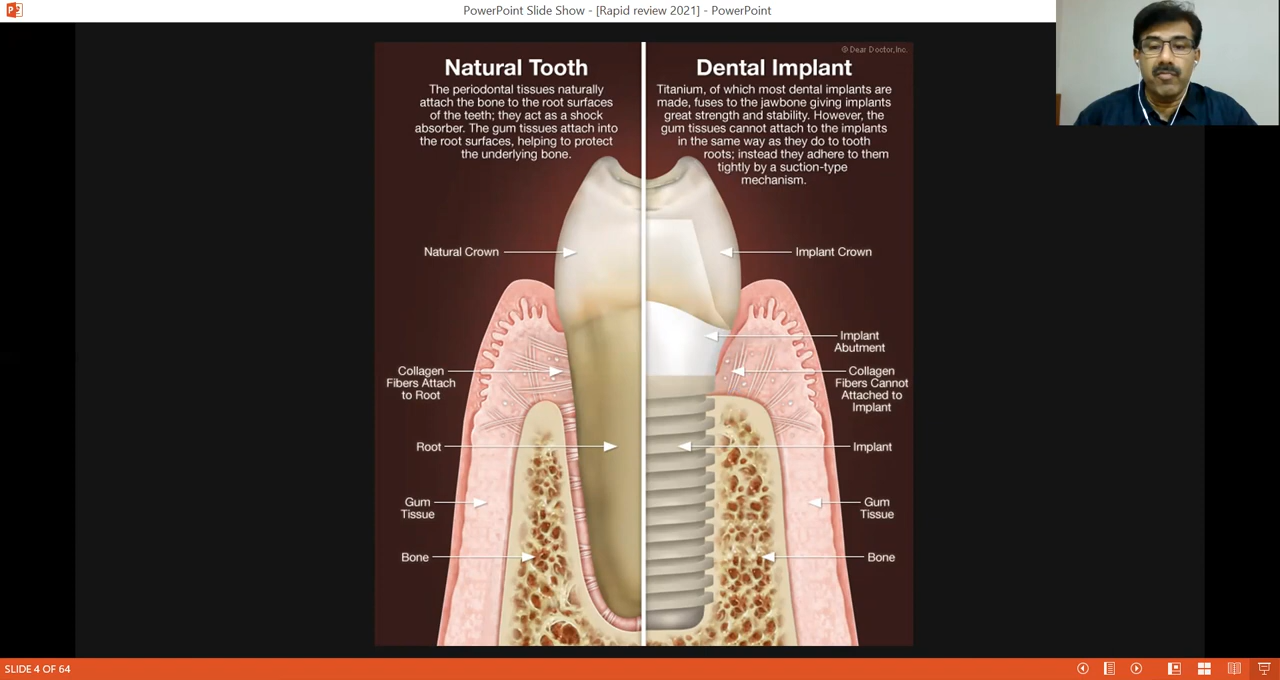 PowerPoint Slide Show - [Rapid review 2021] - PowerPoint
© Dear Doctor, Inc.
Natural Tooth
The periodontal tissues naturally
attach the bone to the root surfaces
of the teeth; they act as a shock
absorber. The gum tissues attach into
the root surfaces, helping to protect
the underlying bone.
Dental Implant
Titanium, of which most dental implants are
made, fuses to the jawbone giving implants
great strength and stability. However, the
gum tissues cannot attach to the implants
in the same way as they do to tooth
roots; instead they adhere to them
tightly by a suction-type
mechanism.
Natural Crown
Collagen
Fibers Attach
to Root
Root
Gum
Tissue
Bone
Implant Crown
Implant
Abutment
Collagen
Fibers Cannot
Attached to
Implant
Implant
Gum
Tissue
Bone
SLIDE 4 OF 64